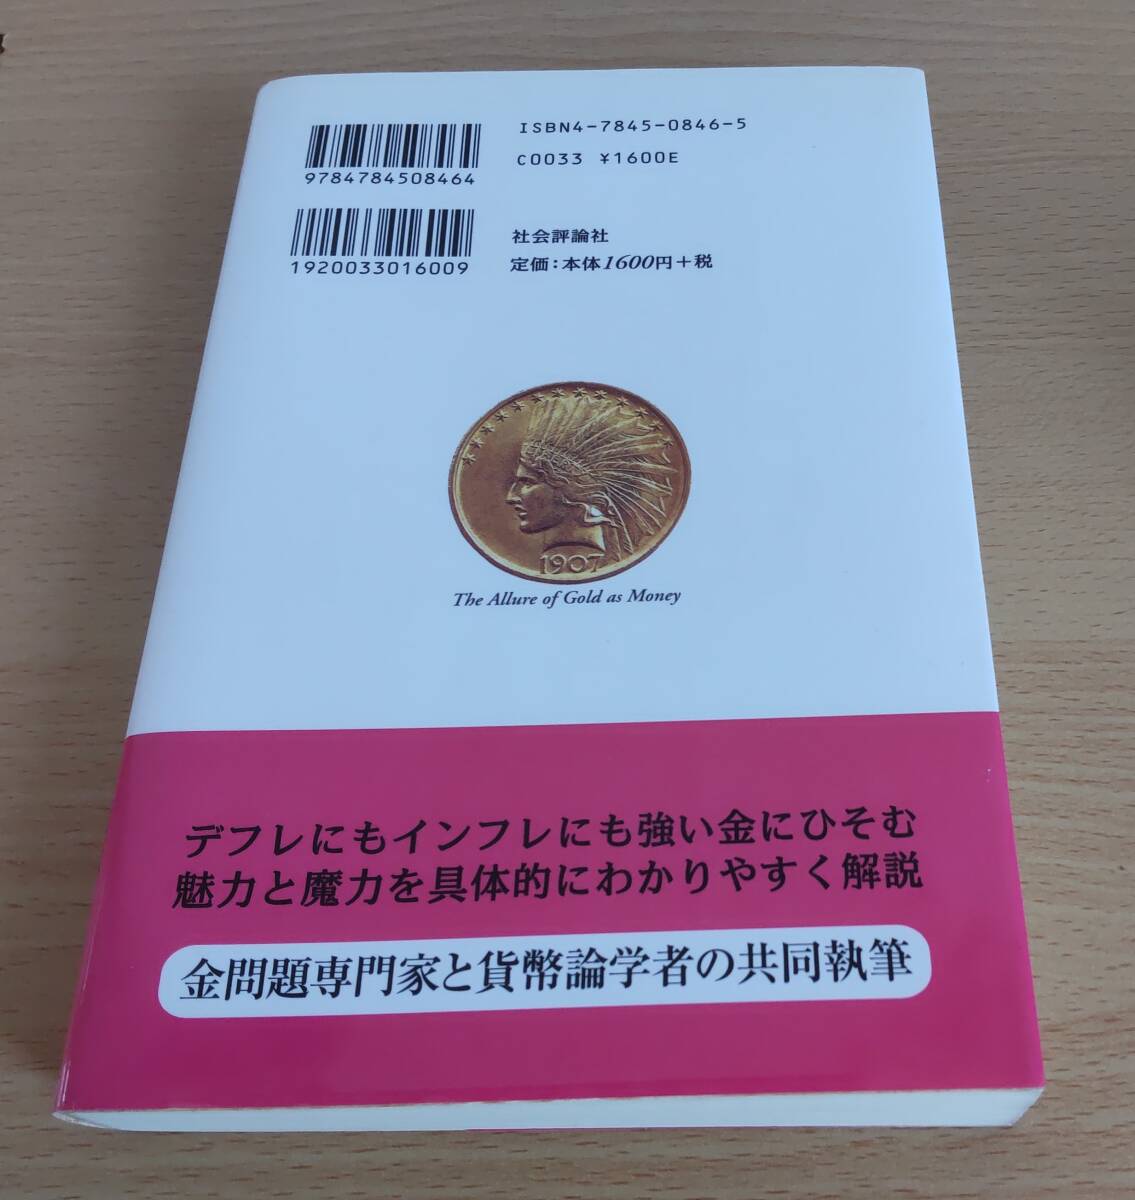 ISBN4-7845-0846-5
C0033 ¥1600E
9784784508464
1920033016009
社会評論社
定価：本体1600円＋税
1907
The Allure of Gold as Money
デフレにもインフレにも強い金にひそむ
魅力と魔力を具体的にわかりやすく解説
金問題専門家と貨幣論学者の共同執筆